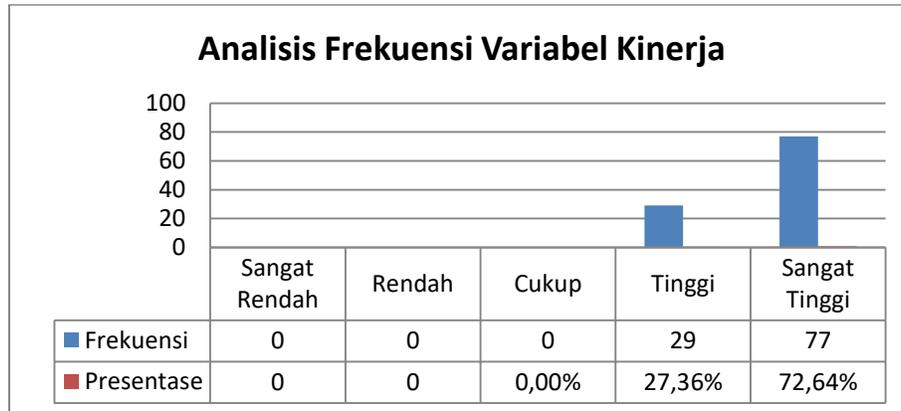 Analisis Frekuensi Variabel Kinerja
100
80
60
40
20
0
Sangat Rendah Rendah Cukup Tinggi Sangat Tinggi
Frekuensi 0 0 0 29 77
Presentase 0 0 0,00% 27,36% 72,64%